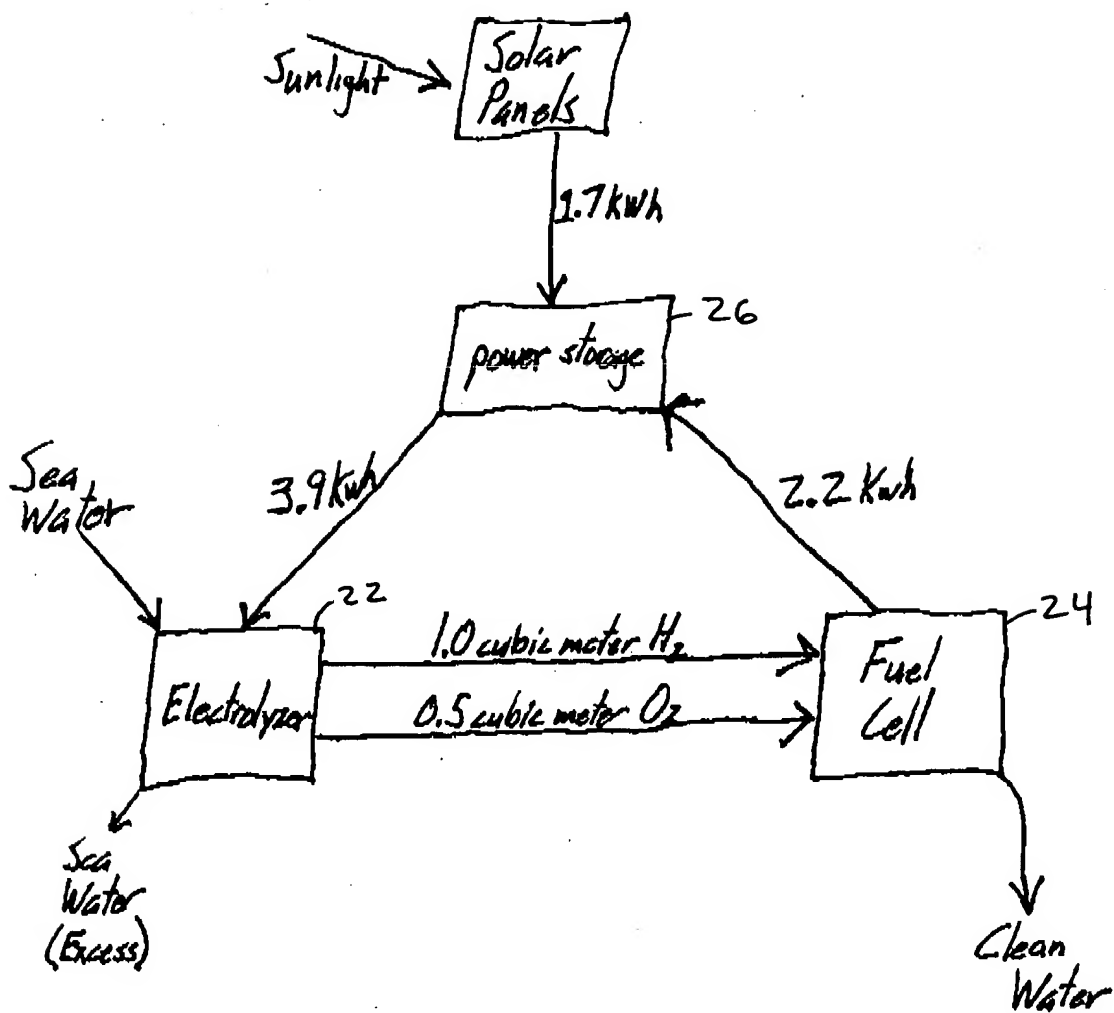 Sunlight
Solar
Panels
1.7 kwh
26
power storage
Sea
Water
3.9 Kwh
2.2 Kwh
22
24
1.0 cubic meter H₂
Electrolyzer
0.5 cubic meter O₂
Fuel
Cell
Sea
Water
(Excess)
Clean
Water